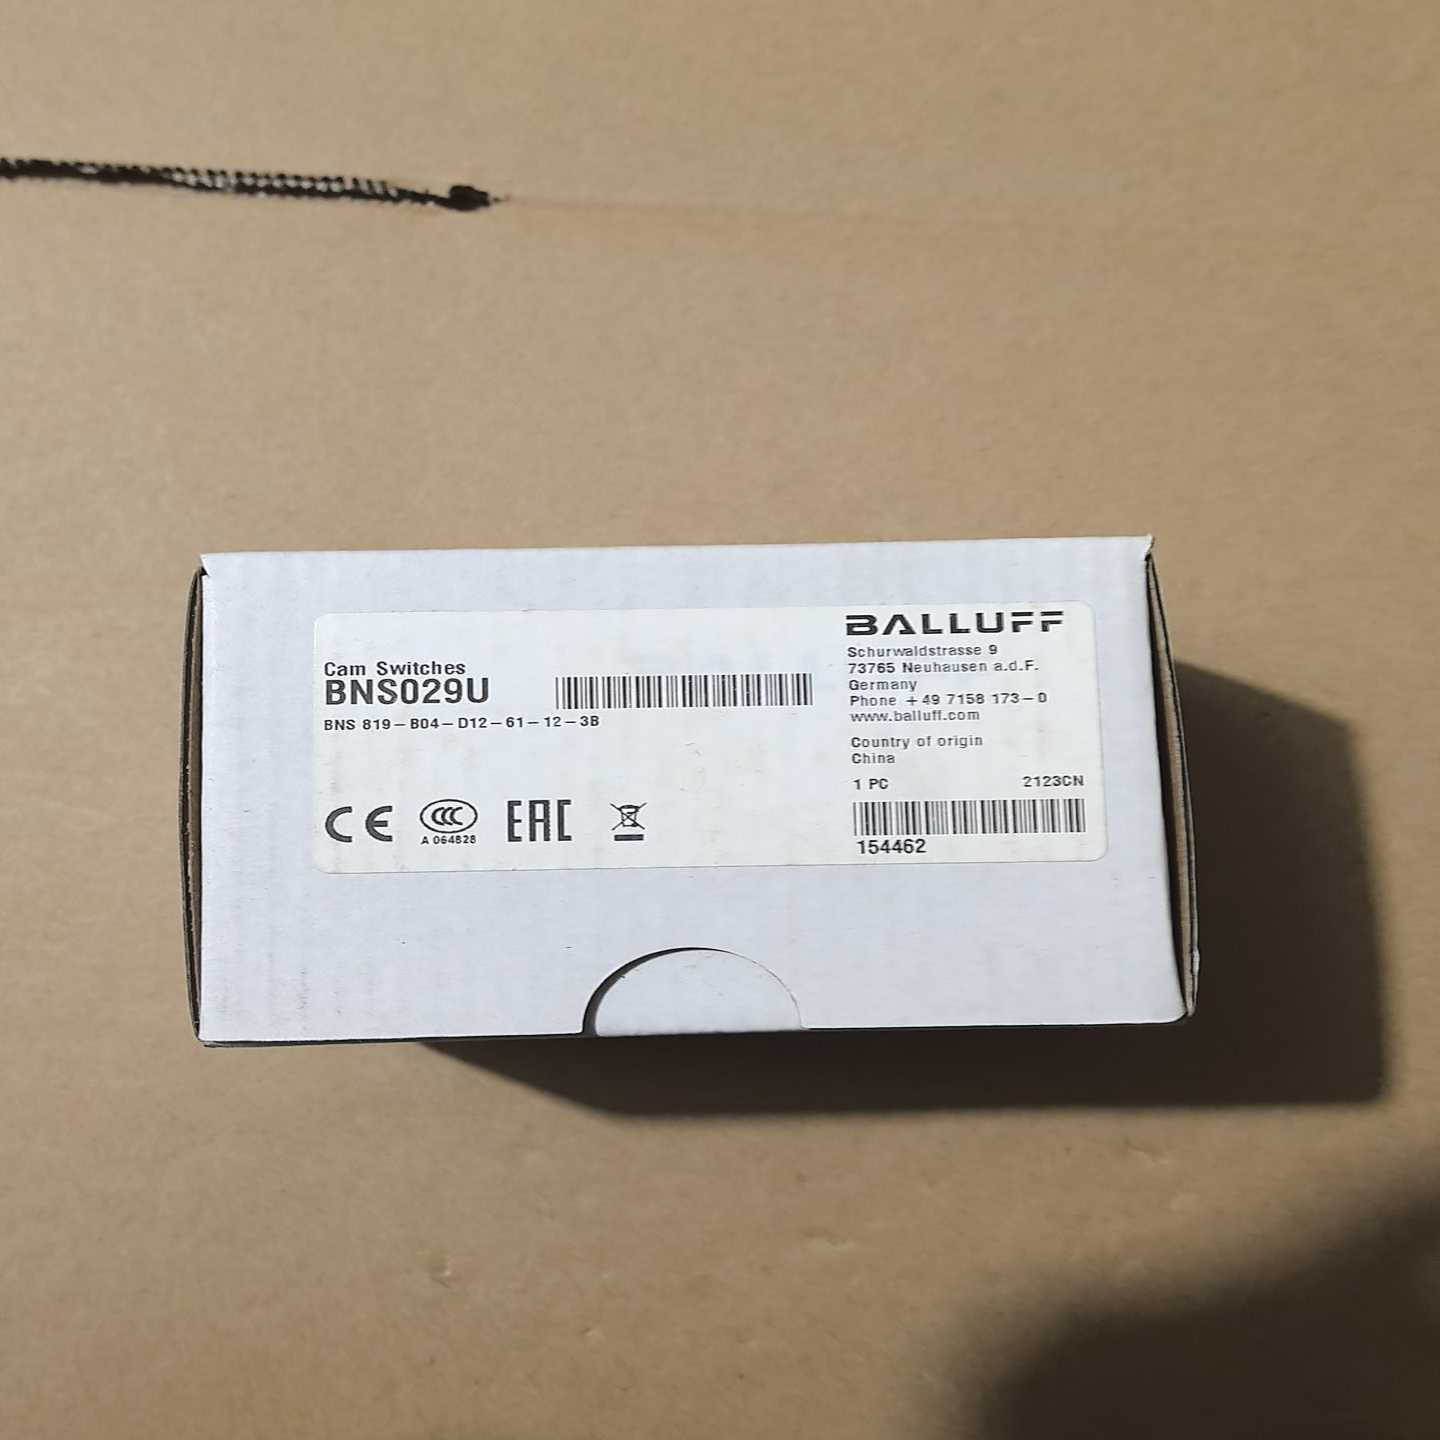 Cam Switches
BNS029U
BNS 819-B04-D12-61-12-3B
CE
CCC
A 064828
EAC
BALLUFF
Schurwaldstrasse 9
73765 Neuhausen a.d.F.
Germany
Phone +49 7158 173-0
www.balluff.com
Country of origin
China
1 PC 2123CN
154462